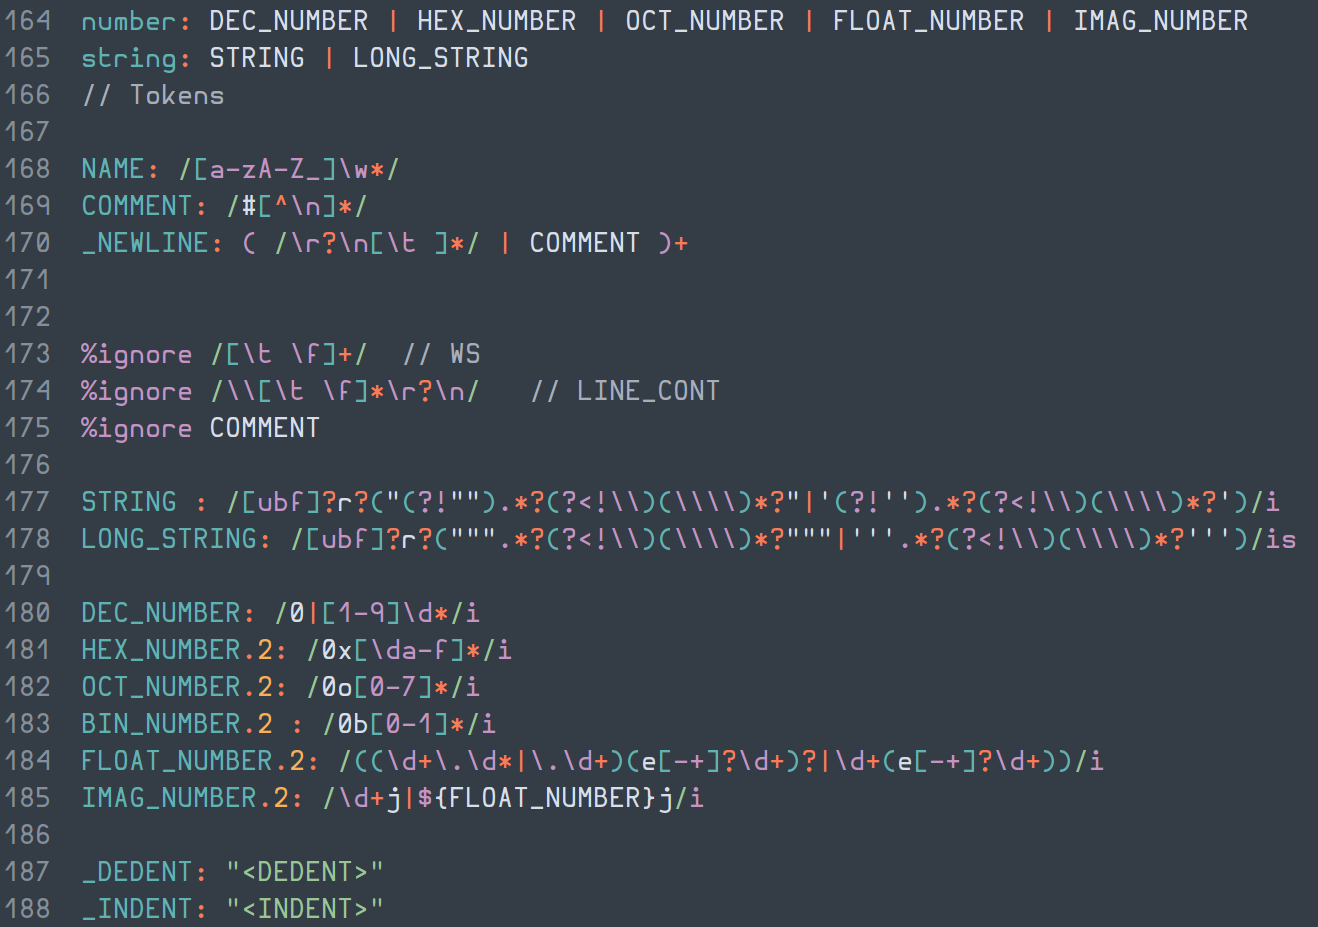 164 number: DEC_NUMBER | HEX_NUMBER | OCT_NUMBER | FLOAT_NUMBER | IMAG_NUMBER
165 string: STRING | LONG_STRING
166 // Tokens
167
168 NAME: /[a-zA-Z_]\w*/
169 COMMENT: /#[^\n]*/
170 _NEWLINE: ( /\r?\n[\t ]*/ | COMMENT )+
171
172
173 %ignore /[\t \f]+/  // WS
174 %ignore /\\[\t \f]*\r?\n/   // LINE_CONT
175 %ignore COMMENT
176
177 STRING : /[ubf]?r?("(?!"").*?(?<!\\)(\\\\)*?"|'(?!'').*?(?<!\\)(\\\\)*?')/i
178 LONG_STRING: /[ubf]?r?(""".*?(?<!\\)(\\\\)*?"""|'''.*?(?<!\\)(\\\\)*?''')/is
179
180 DEC_NUMBER: /0|[1-9]\d*/i
181 HEX_NUMBER.2: /0x[\da-f]*/i
182 OCT_NUMBER.2: /0o[0-7]*/i
183 BIN_NUMBER.2 : /0b[0-1]*/i
184 FLOAT_NUMBER.2: /((\d+\.\d*|\.\d+)(e[-+]?\d+)?|\d+(e[-+]?\d+))/i
185 IMAG_NUMBER.2: /\d+j|${FLOAT_NUMBER}j/i
186
187 _DEDENT: "<DEDENT>"
188 _INDENT: "<INDENT>"